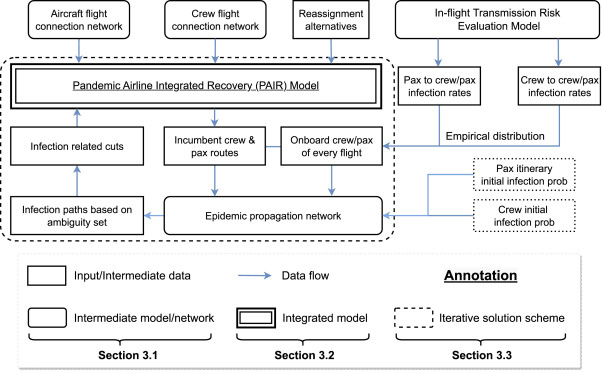 Aircraft flight
connection network
Crew flight
connection network
Reassignment
alternatives
In-flight Transmission Risk
Evaluation Model
Pandemic Airline Integrated Recovery (PAIR) Model
Pax to crew/pax
infection rates
Crew to crew/pax
infection rates
Empirical distribution
Infection related cuts
Incumbent crew &
pax routes
Onboard crew/pax
of every flight
Pax itinerary
initial infection prob
Infection paths based on
ambiguity set
Epidemic propagation network
Crew initial
infection prob
Input/Intermediate data
Data flow
Annotation
Intermediate model/network
Integrated model
Iterative solution scheme
Section 3.1
Section 3.2
Section 3.3